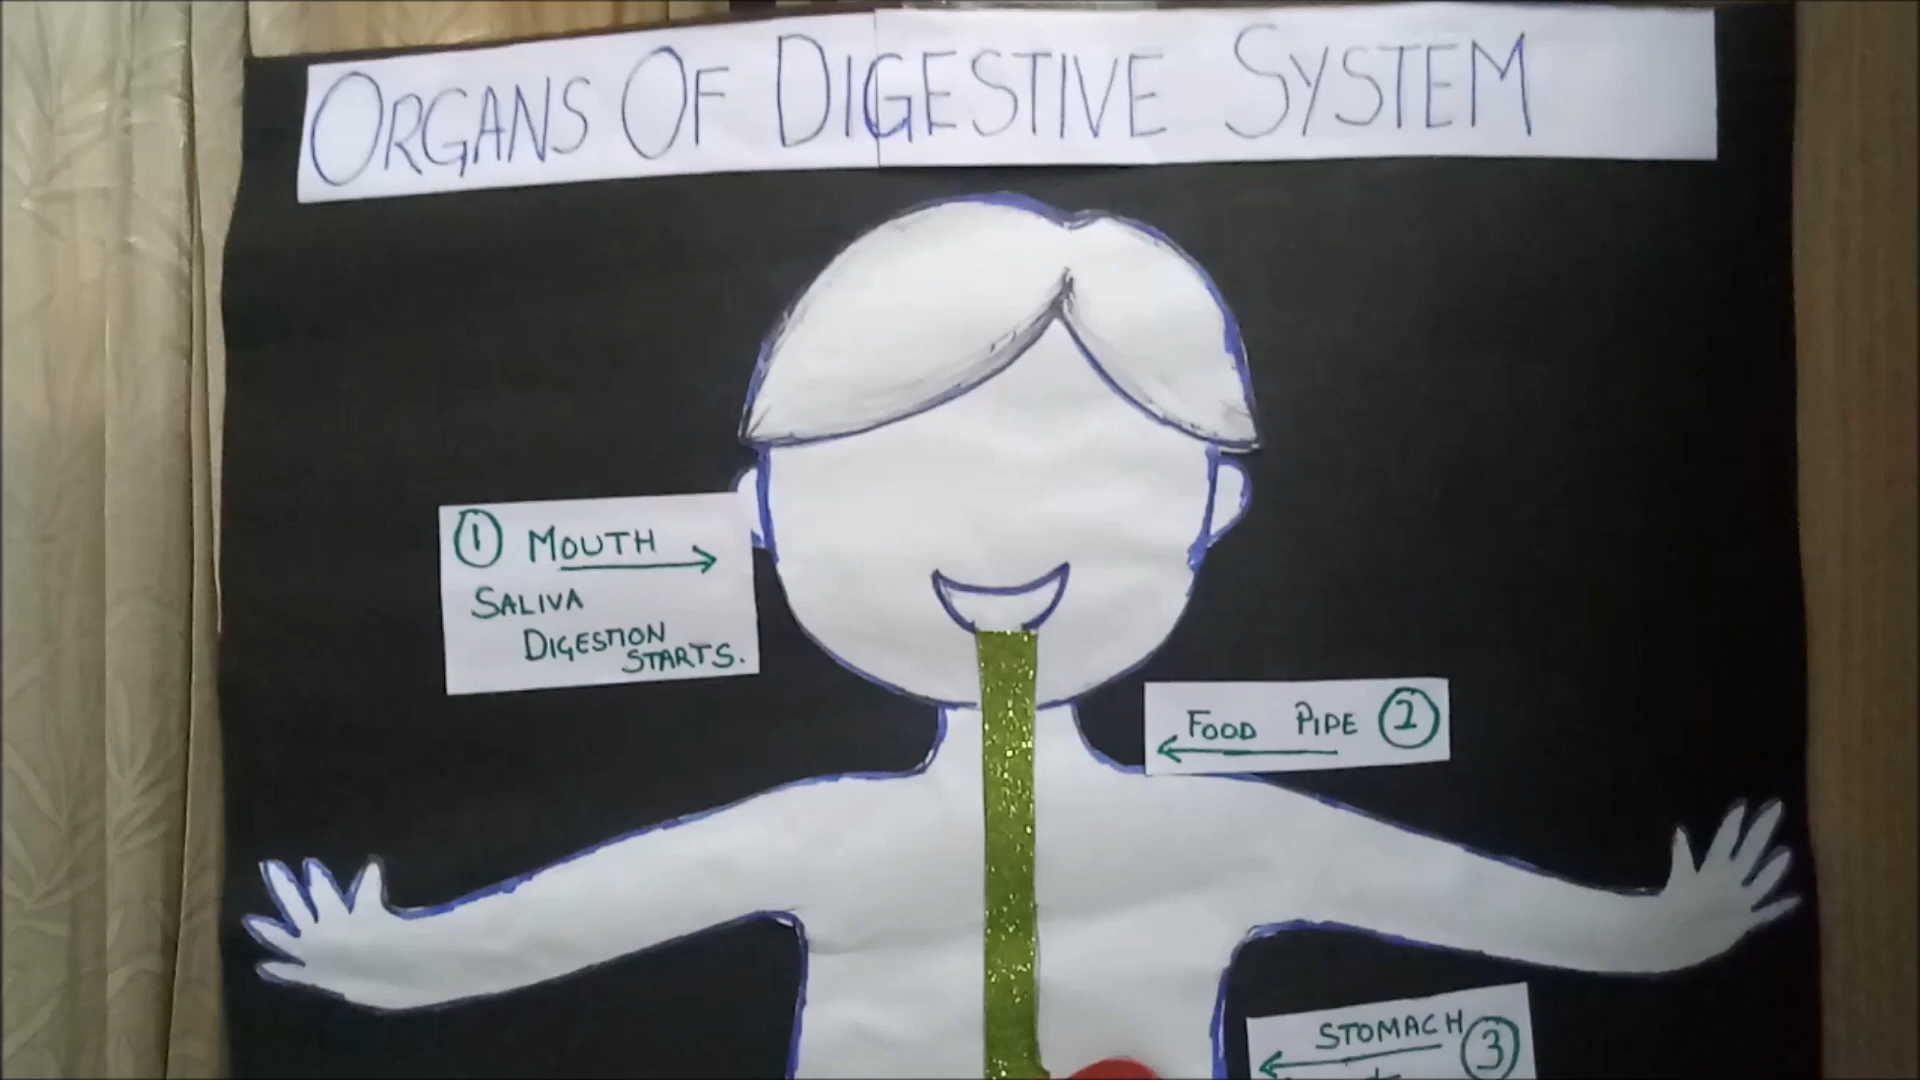 ORGANS OF DIGESTIVE SYSTEM
1 MOUTH
SALIVA
DIGESTION
STARTS.
FOOD PIPE 2
STOMACH 3